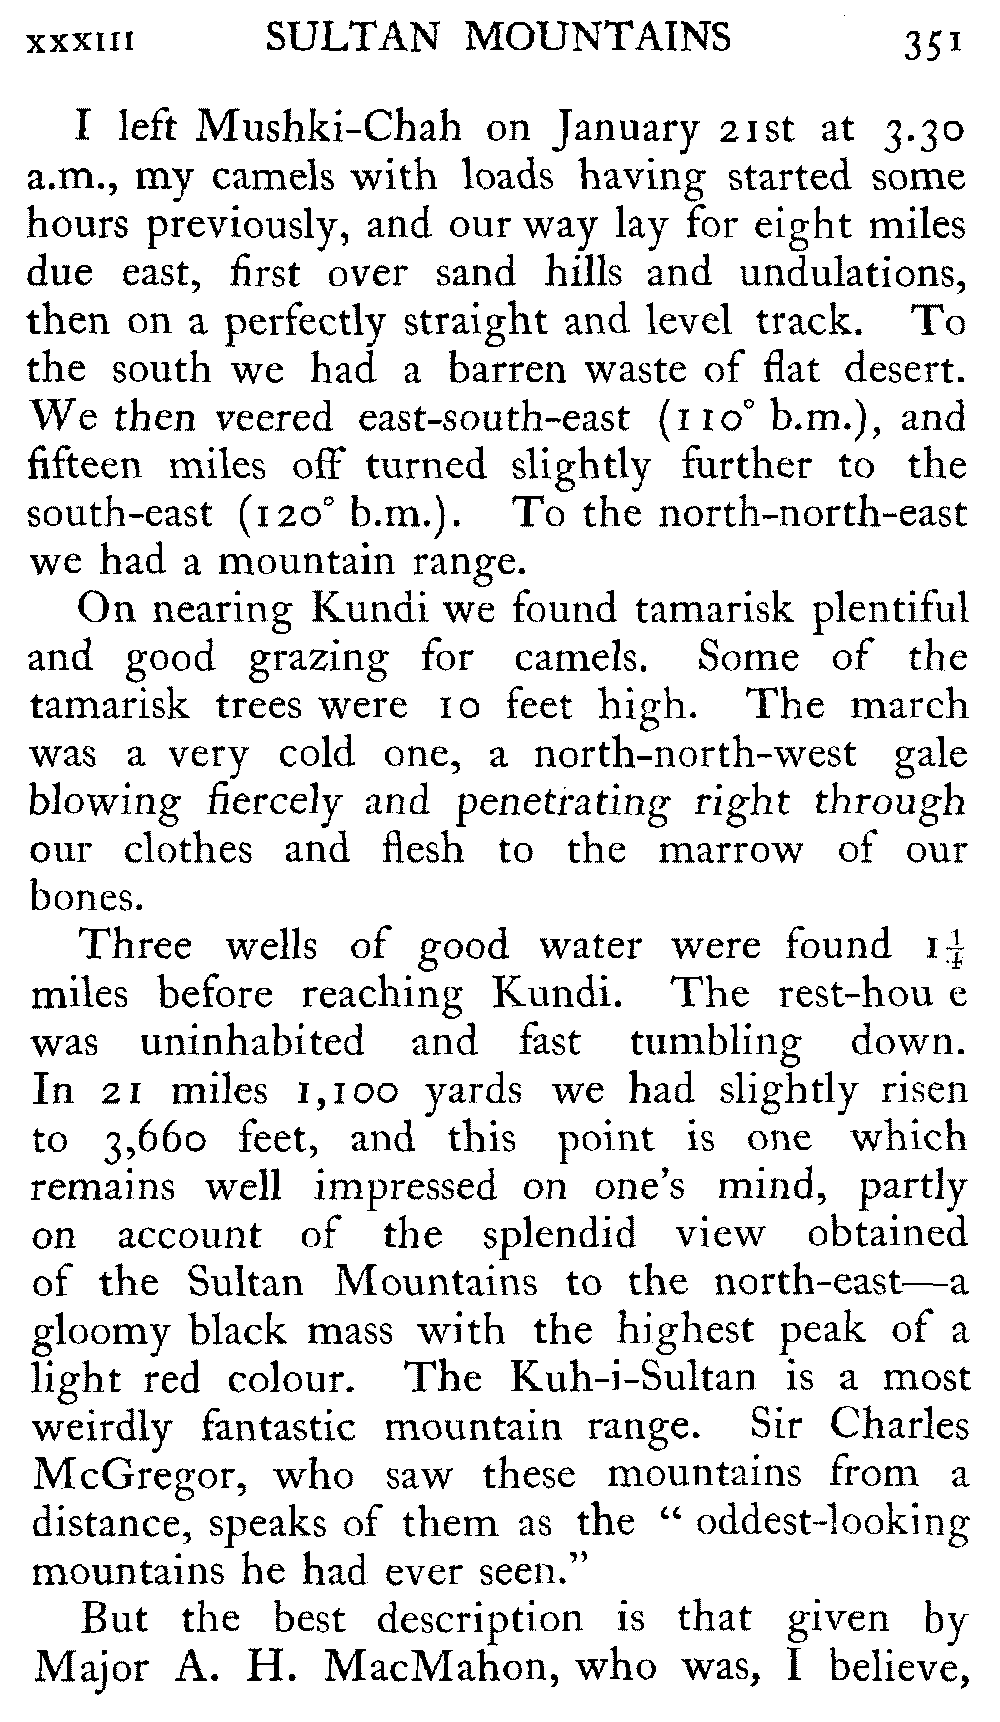 XXXIII SULTAN MOUNTAINS 351
I left Mushki-Chah on January 21st at 3.30
a.m., my camels with loads having started some
hours previously, and our way lay for eight miles
due east, first over sand hills and undulations,
then on a perfectly straight and level track. To
the south we had a barren waste of flat desert.
We then veered east-south-east (110° b.m.), and
fifteen miles off turned slightly further to the
south-east (120° b.m.). To the north-north-east
we had a mountain range.
On nearing Kundi we found tamarisk plentiful
and good grazing for camels. Some of the
tamarisk trees were 10 feet high. The march
was a very cold one, a north-north-west gale
blowing fiercely and penetrating right through
our clothes and flesh to the marrow of our
bones.
Three wells of good water were found 1¼
miles before reaching Kundi. The rest-hou e
was uninhabited and fast tumbling down.
In 21 miles 1,100 yards we had slightly risen
to 3,660 feet, and this point is one which
remains well impressed on one's mind, partly
on account of the splendid view obtained
of the Sultan Mountains to the north-east—a
gloomy black mass with the highest peak of a
light red colour. The Kuh-i-Sultan is a most
weirdly fantastic mountain range. Sir Charles
McGregor, who saw these mountains from a
distance, speaks of them as the “ oddest-looking
mountains he had ever seen.”
But the best description is that given by
Major A. H. MacMahon, who was, I believe,